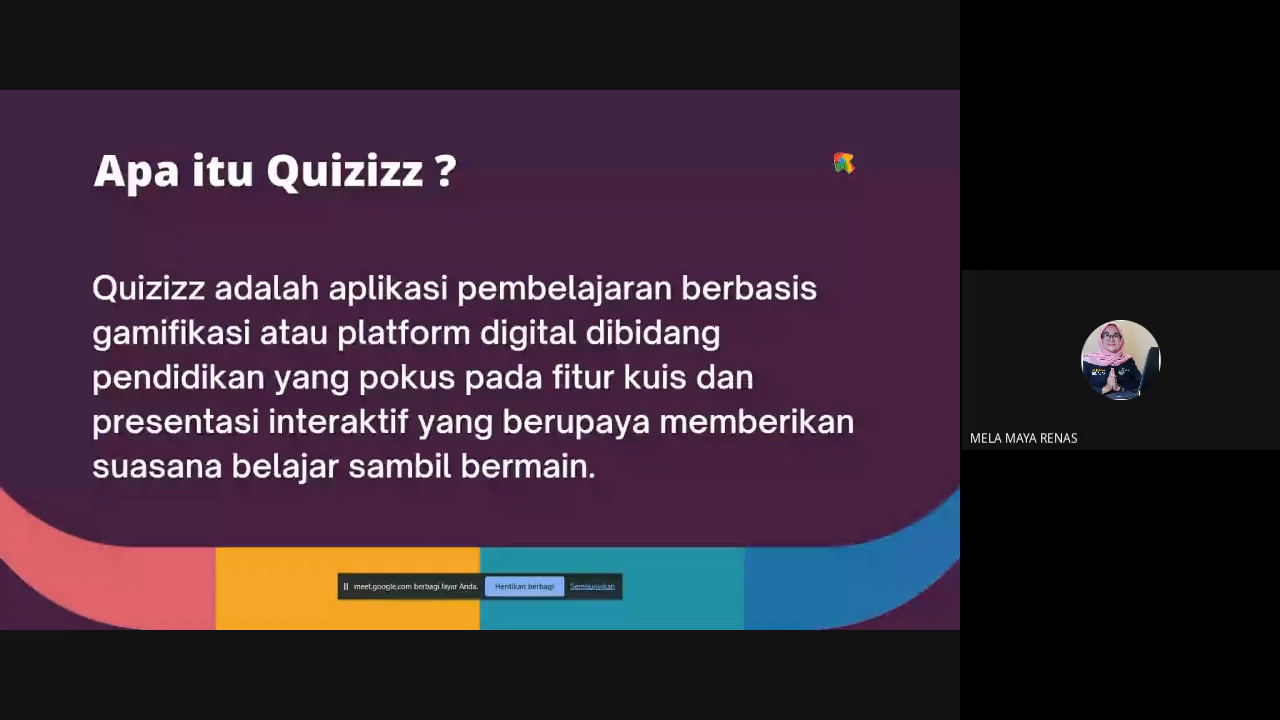 Apa itu Quizizz ?
Quizizz adalah aplikasi pembelajaran berbasis
gamifikasi atau platform digital dibidang
pendidikan yang pokus pada fitur kuis dan
presentasi interaktif yang berupaya memberikan
suasana belajar sambil bermain.
meet.google.com berbagi layar Anda. Hentikan berbagi Sembunyikan
MELA MAYA RENAS